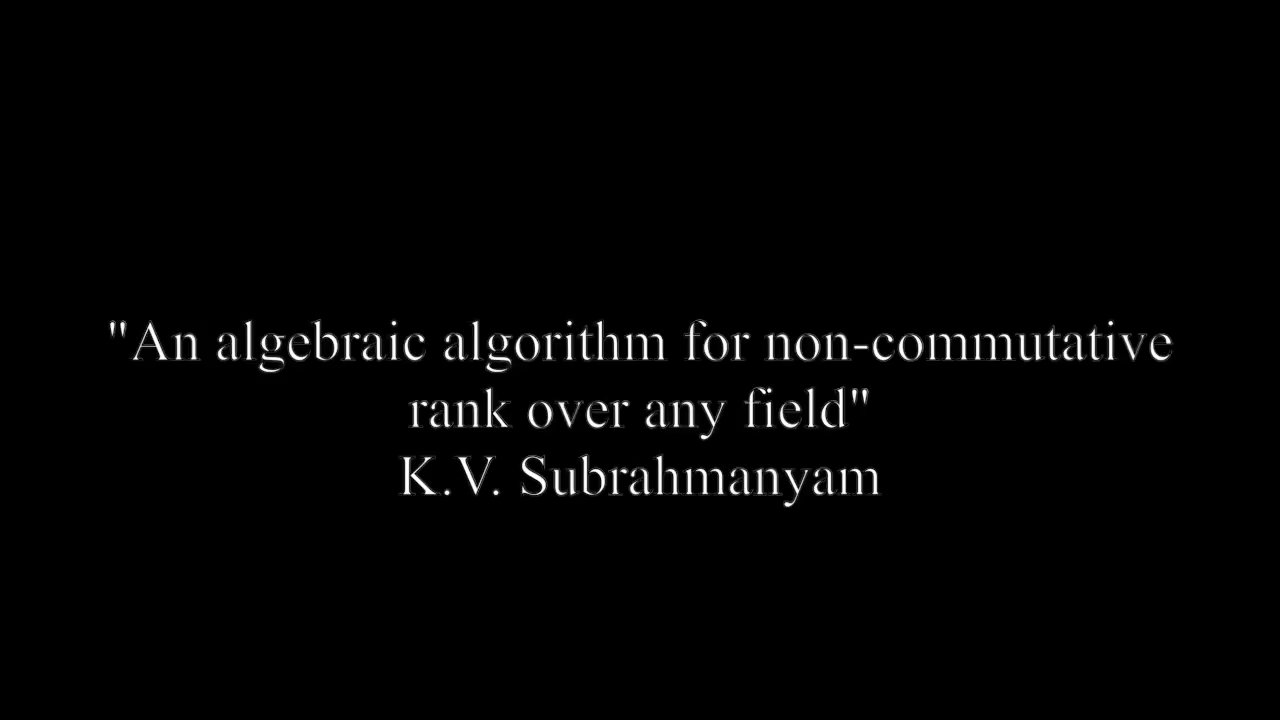 "An algebraic algorithm for non-commutative
rank over any field"
K.V. Subrahmanyam